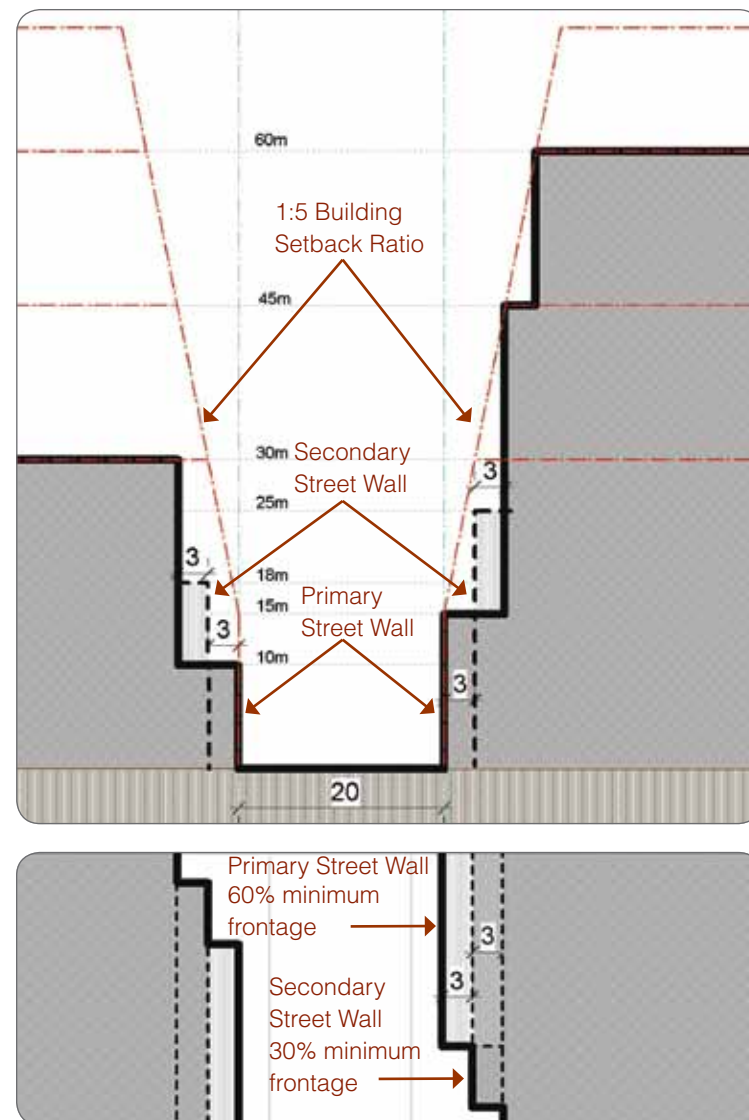 60m
1:5 Building
Setback Ratio
45m
30m
Secondary
Street Wall
3
25m
3
18m
15m
Primary
Street Wall
3
10m
3
20
Primary Street Wall
60% minimum
frontage
3
3
Secondary
Street Wall
30% minimum
frontage